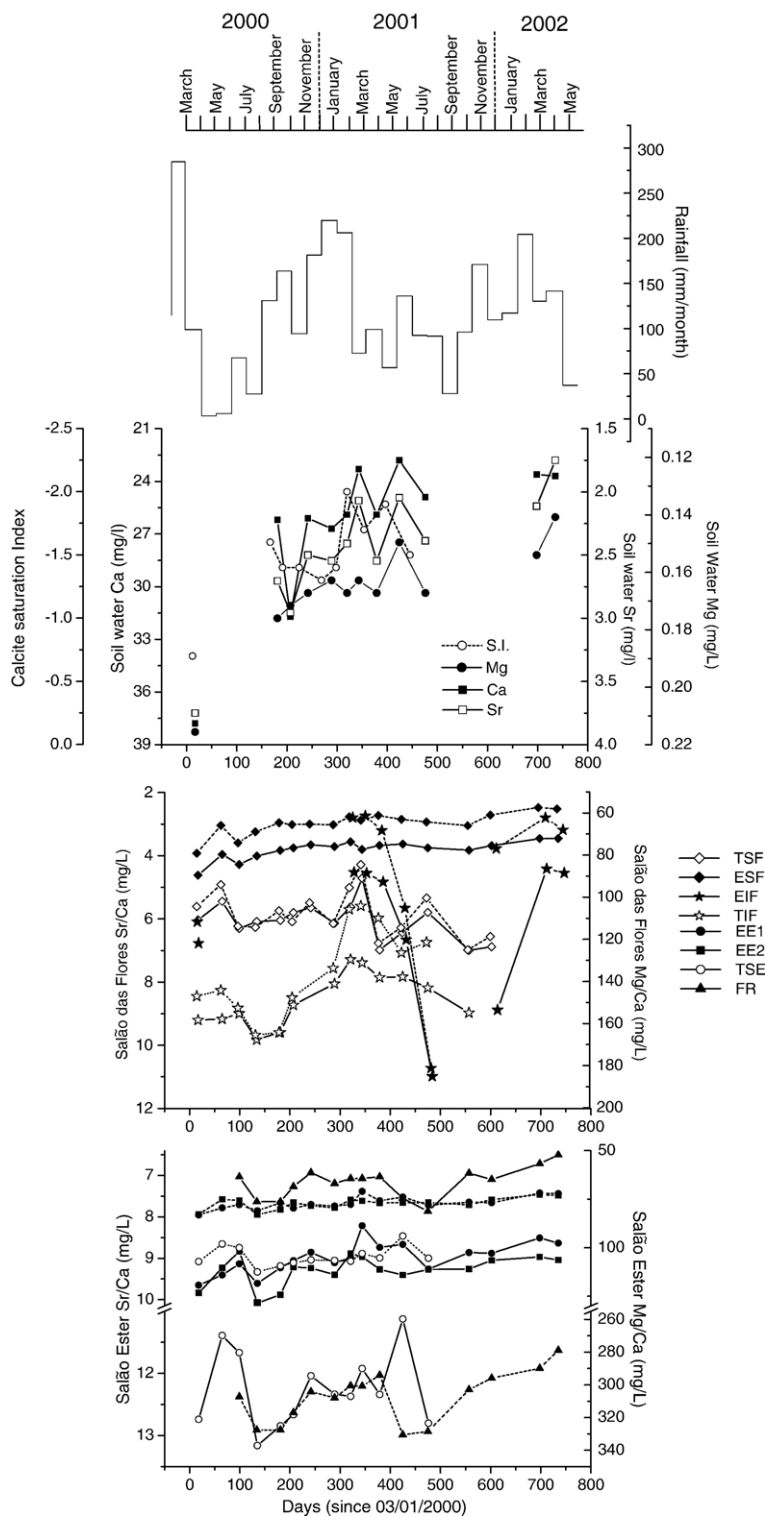 2000
2001
2002
March
May
July
September
November
January
March
May
July
September
November
January
March
May
300
250
200
150
100
50
0
Rainfall (mm/month)
-2.5
-2.0
-1.5
-1.0
-0.5
0.0
Calcite saturation Index
21
24
27
30
33
36
39
Soil water Ca (mg/l)
1.5
2.0
2.5
3.0
3.5
4.0
Soil water Sr (mg/l)
0.12
0.14
0.16
0.18
0.20
0.22
Soil Water Mg (mg/L)
S.I.
Mg
Ca
Sr
0 100 200 300 400 500 600 700 800
2
4
6
8
10
12
Salão das Flores Sr/Ca (mg/L)
60
80
100
120
140
160
180
200
Salão das Flores Mg/Ca (mg/L)
0 100 200 300 400 500 600 700 800
TSF
ESF
EIF
TIF
EE1
EE2
TSE
FR
7
8
9
10
12
13
Salão Ester Sr/Ca (mg/L)
50
100
260
280
300
320
340
Salão Ester Mg/Ca (mg/L)
0 100 200 300 400 500 600 700 800
Days (since 03/01/2000)